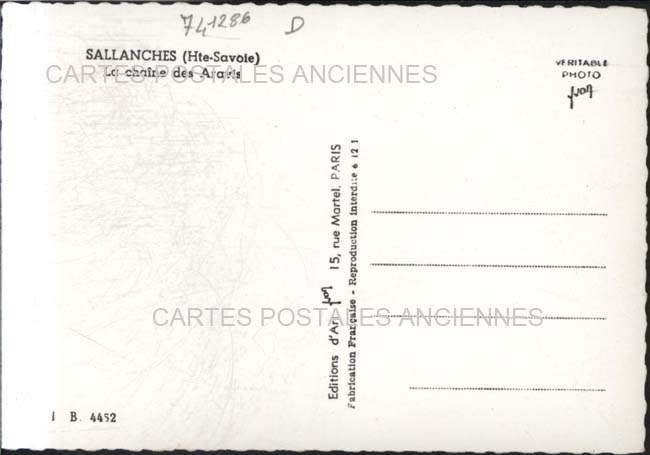 741286 D
SALLANCHES (Hte-Savoie)
La chaîne des Aravis
CARTES POSTALES ANCIENNES
VERITABLE
PHOTO
yvon
Editions d'Art yvon 15, rue Martel, PARIS
Fabrication Française - Reproduction Interdite
CARTES POSTALES ANCIENNES
I B. 4452